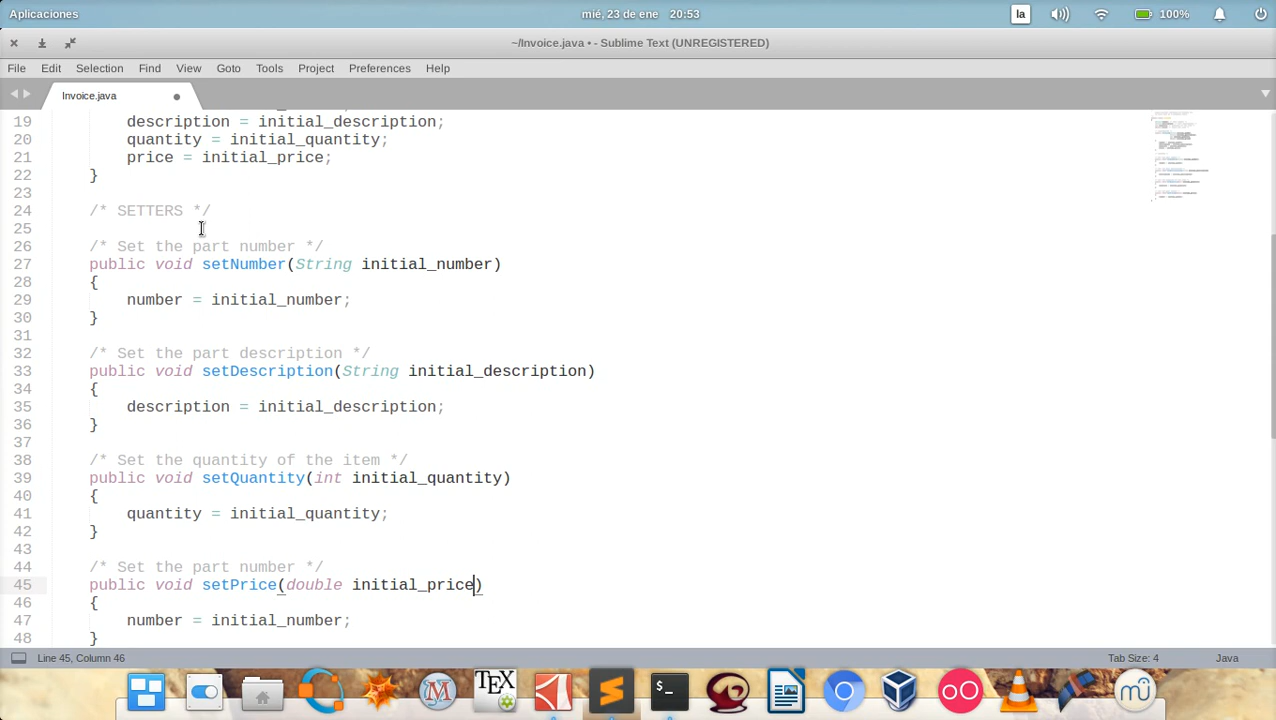 Aplicaciones
mié, 23 de ene 20:53
la
100%
~/Invoice.java • - Sublime Text (UNREGISTERED)
File Edit Selection Find View Goto Tools Project Preferences Help
Invoice.java
19 description = initial_description;
20 quantity = initial_quantity;
21 price = initial_price;
22 }
23
24 /* SETTERS */
25
26 /* Set the part number */
27 public void setNumber(String initial_number)
28 {
29 number = initial_number;
30 }
31
32 /* Set the part description */
33 public void setDescription(String initial_description)
34 {
35 description = initial_description;
36 }
37
38 /* Set the quantity of the item */
39 public void setQuantity(int initial_quantity)
40 {
41 quantity = initial_quantity;
42 }
43
44 /* Set the part number */
45 public void setPrice(double initial_price)
46 {
47 number = initial_number;
48 }
Line 45, Column 46
Tab Size: 4
Java
TEX
>_